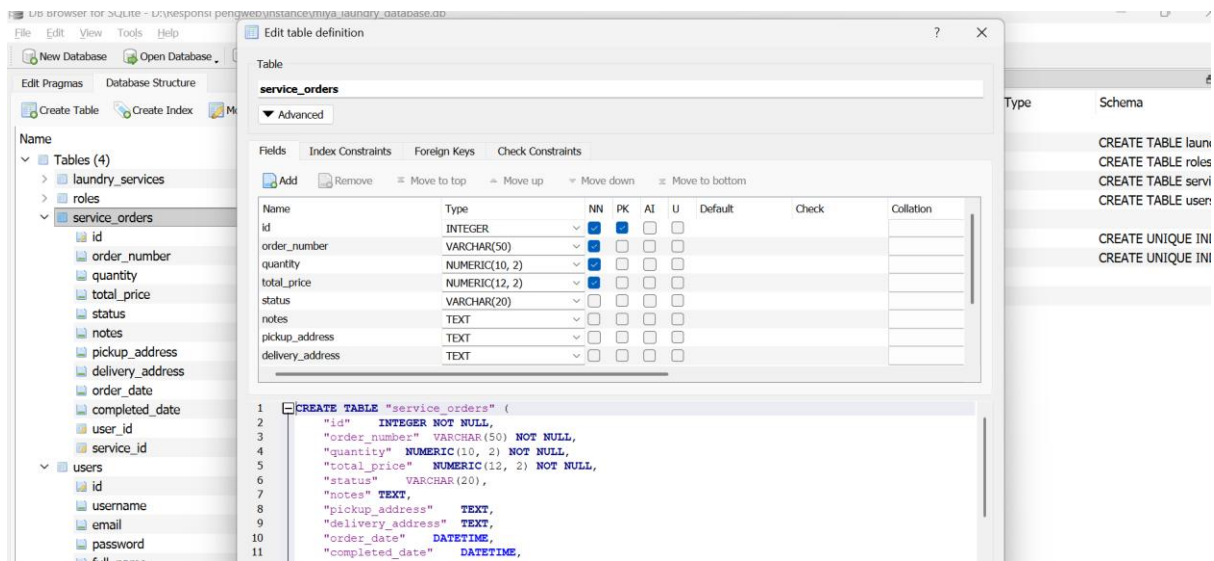 DB Browser for SQLite - D:\Responsi pengweb\instance\miya_laundry_database.db
File Edit View Tools Help
New Database Open Database
Edit Pragmas Database Structure
Create Table Create Index
Name
Tables (4)
laundry_services
roles
service_orders
id
order_number
quantity
total_price
status
notes
pickup_address
delivery_address
order_date
completed_date
user_id
service_id
users
id
username
email
password
Edit table definition ?
Table
service_orders
Advanced
Fields Index Constraints Foreign Keys Check Constraints
Add Remove Move to top Move up Move down Move to bottom
Name Type NN PK AI U Default Check Collation
id INTEGER
order_number VARCHAR(50)
quantity NUMERIC(10, 2)
total_price NUMERIC(12, 2)
status VARCHAR(20)
notes TEXT
pickup_address TEXT
delivery_address TEXT
1 CREATE TABLE "service_orders" (
2 "id" INTEGER NOT NULL,
3 "order_number" VARCHAR(50) NOT NULL,
4 "quantity" NUMERIC(10, 2) NOT NULL,
5 "total_price" NUMERIC(12, 2) NOT NULL,
6 "status" VARCHAR(20),
7 "notes" TEXT,
8 "pickup_address" TEXT,
9 "delivery_address" TEXT,
10 "order_date" DATETIME,
11 "completed_date" DATETIME,
Type Schema
CREATE TABLE
CREATE TABLE roles
CREATE TABLE
CREATE TABLE users
CREATE UNIQUE
CREATE UNIQUE